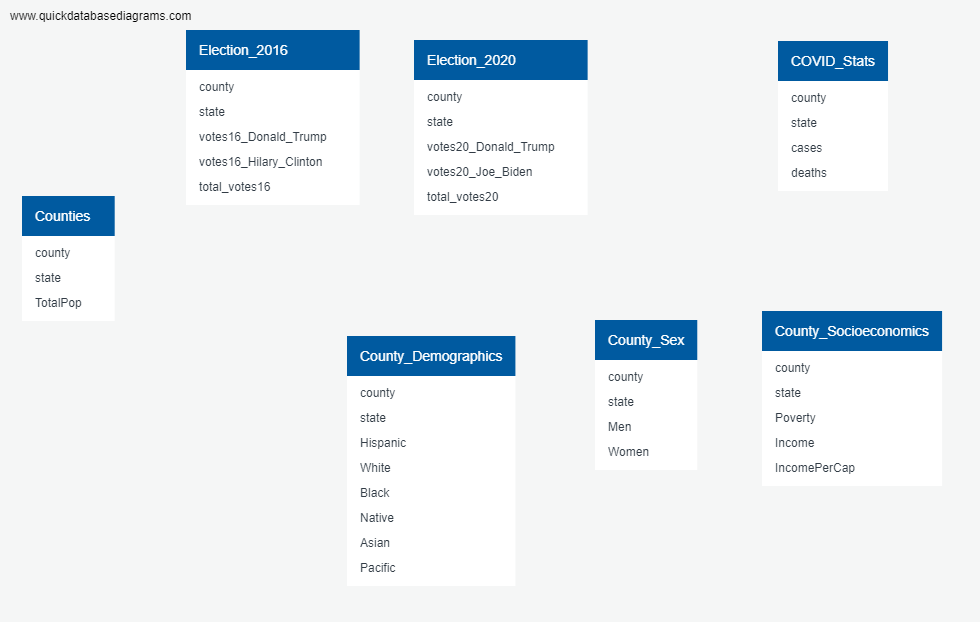 www.quickdatabasediagrams.com
Election_2016
county
state
votes16_Donald_Trump
votes16_Hilary_Clinton
total_votes16
Election_2020
county
state
votes20_Donald_Trump
votes20_Joe_Biden
total_votes20
COVID_Stats
county
state
cases
deaths
Counties
county
state
TotalPop
County_Demographics
county
state
Hispanic
White
Black
Native
Asian
Pacific
County_Sex
county
state
Men
Women
County_Socioeconomics
county
state
Poverty
Income
IncomePerCap